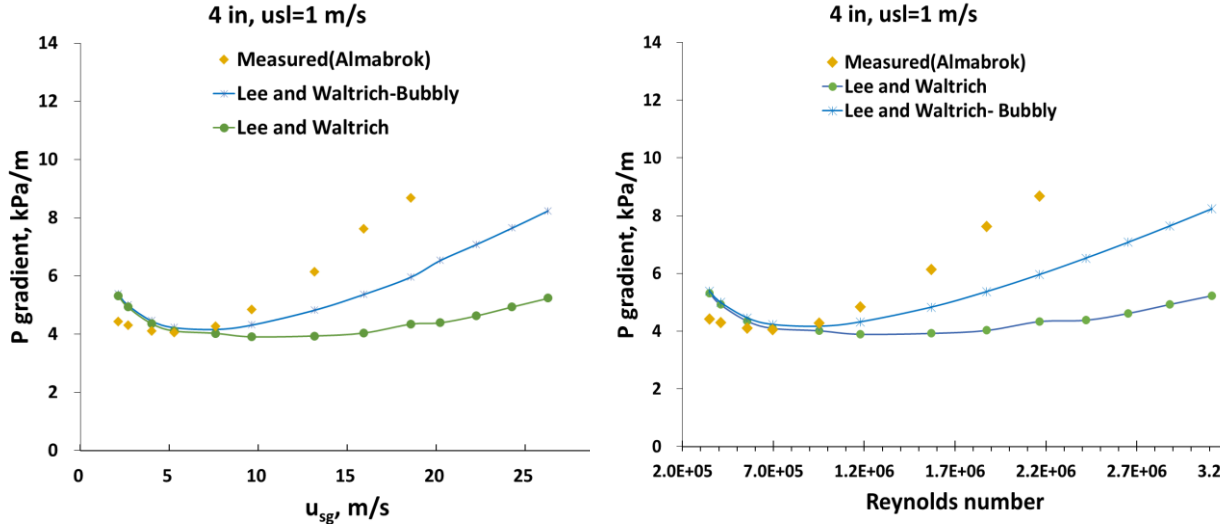 4 in, usl=1 m/s
14
12
10
8
6
4
2
0
P gradient, kPa/m
Measured(Almabrok)
Lee and Waltrich-Bubbly
Lee and Waltrich
0
5
10
15
20
25
usg, m/s
4 in, usl=1 m/s
14
12
10
8
6
4
2
0
P gradient, kPa/m
Measured(Almabrok)
Lee and Waltrich
Lee and Waltrich- Bubbly
2.0E+05
7.0E+05
1.2E+06
1.7E+06
2.2E+06
2.7E+06
3.2
Reynolds number